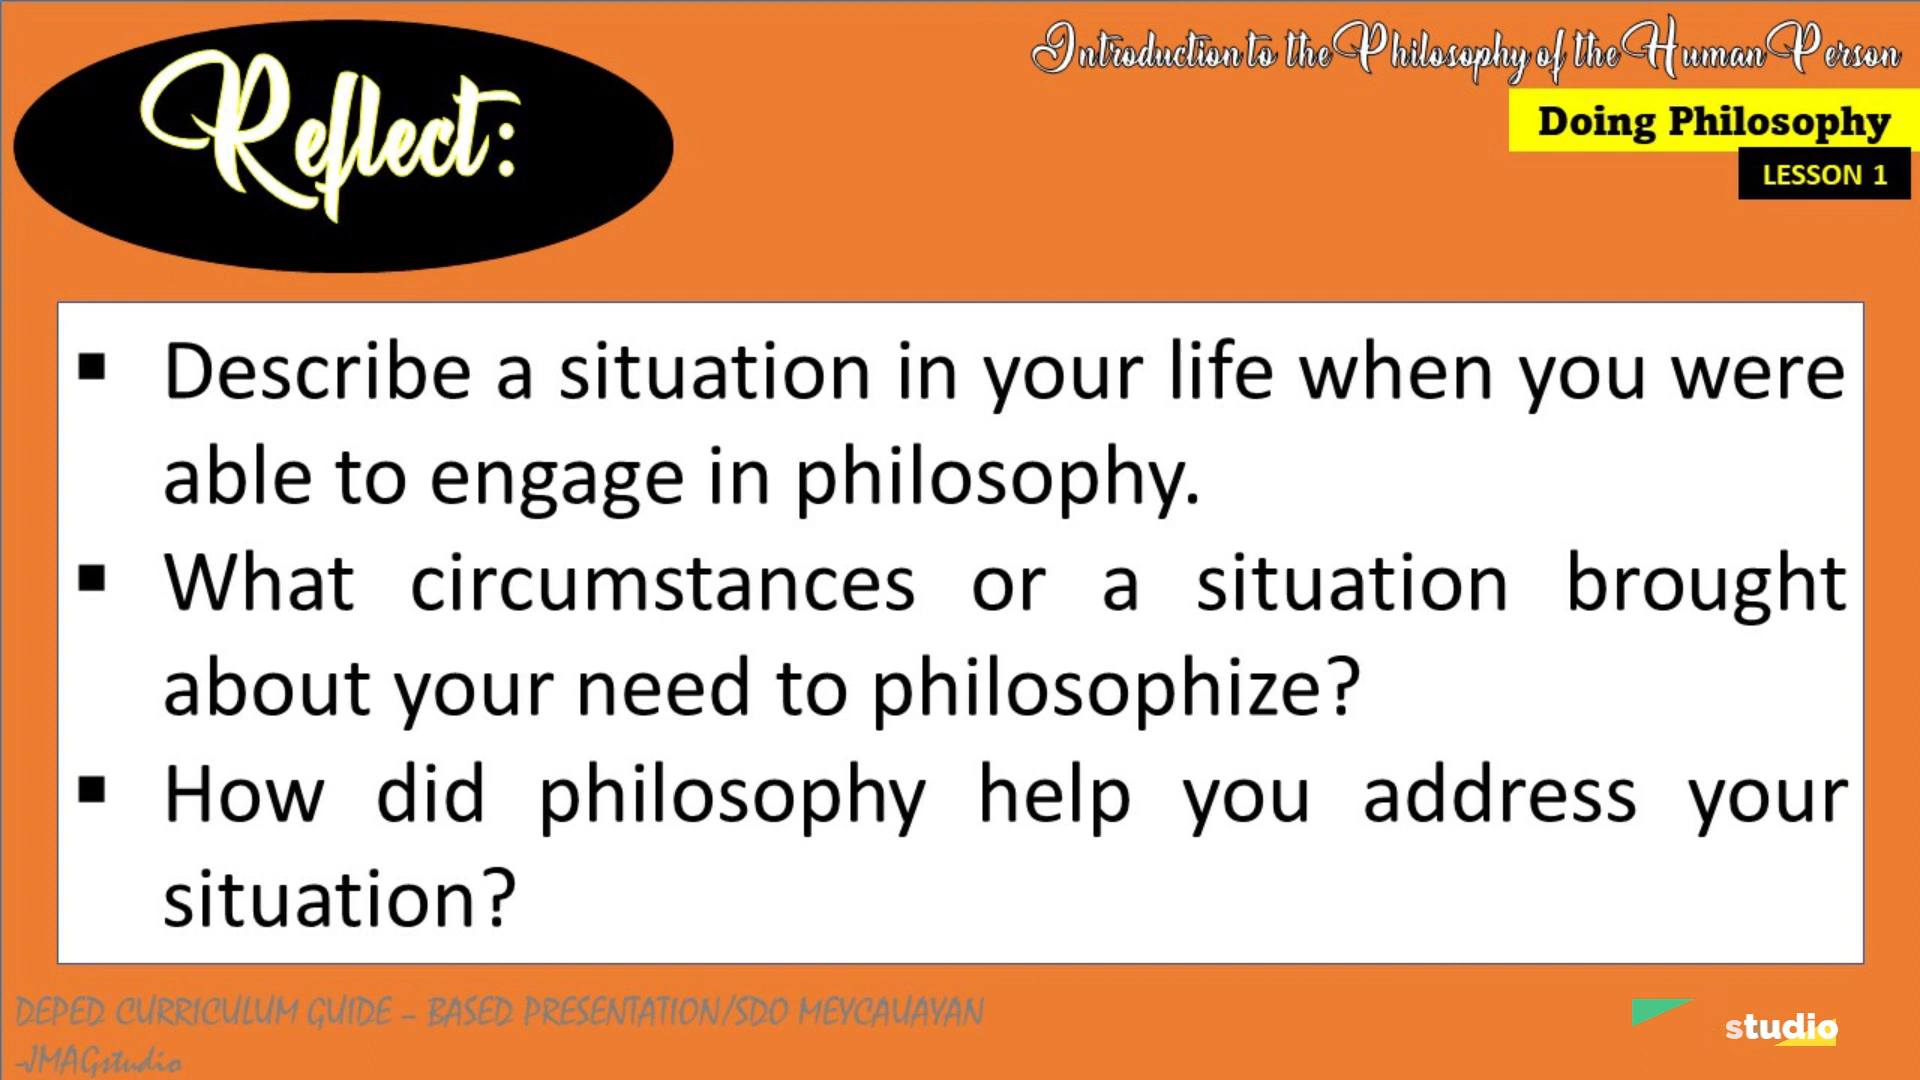 Reflect:
Introduction to the Philosophy of the Human Person
Doing Philosophy
LESSON 1
▪ Describe a situation in your life when you were
able to engage in philosophy.
▪ What circumstances or a situation brought
about your need to philosophize?
▪ How did philosophy help you address your
situation?
DEPED CURRICULUM GUIDE – BASED PRESENTATION/SDO MEYCAUAYAN
-JMAGstudio
studio